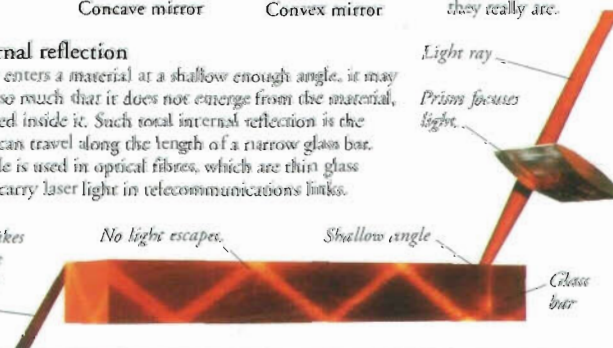 Concave mirror
Convex mirror
they really are.
rnal reflection
enters a material at a shallow enough angle, it may
so much that it does not emerge from the material,
ed inside it. Such total internal reflection is the
can travel along the length of a narrow glass bar.
le is used in optical fibres, which are thin glass
carry laser light in telecommunications links.
Light ray
Prism focuses
light.
kes
No light escapes.
Shallow angle
Glass
bar